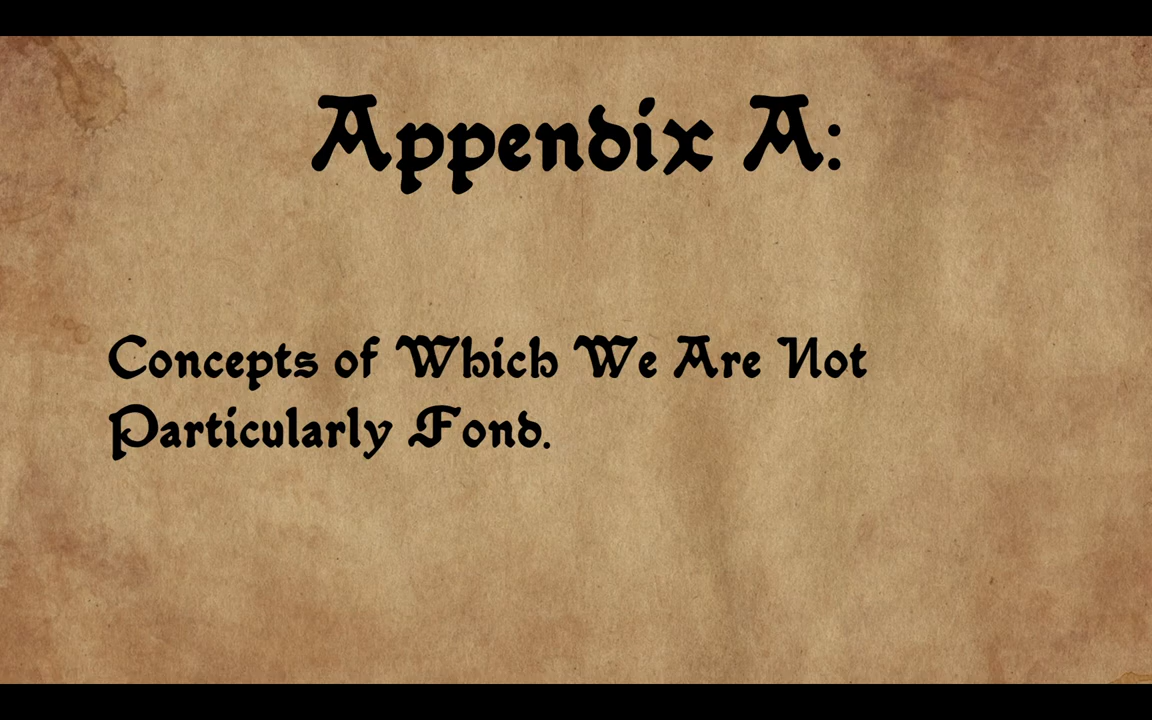 Appendix A:
Concepts of Which We Are Not
Particularly Fond.